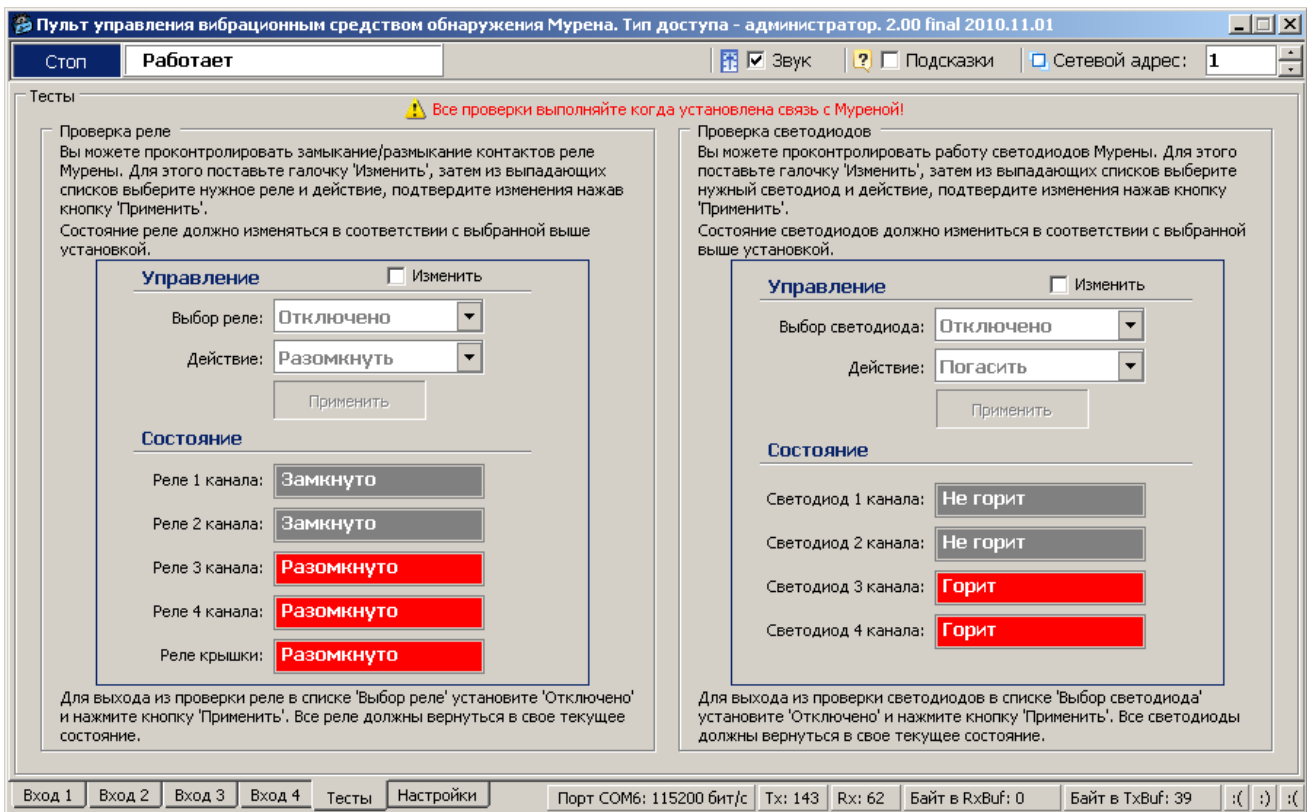 Пульт управления вибрационным средством обнаружения Мурена. Тип доступа - администратор. 2.00 final 2010.11.01
Стоп
Работает
Звук
Подсказки
Сетевой адрес:
1
Тесты
Все проверки выполняйте когда установлена связь с Муреной!
Проверка реле
Вы можете проконтролировать замыкание/размыкание контактов реле
Мурены. Для этого поставьте галочку 'Изменить', затем из выпадающих
списков выберите нужное реле и действие, подтвердите изменения нажав
кнопку 'Применить'.
Состояние реле должно изменяться в соответствии с выбранной выше
установкой.
Управление
Изменить
Выбор реле:
Отключено
Действие:
Разомкнуть
Применить
Состояние
Реле 1 канала:
Замкнуто
Реле 2 канала:
Замкнуто
Реле 3 канала:
Разомкнуто
Реле 4 канала:
Разомкнуто
Реле крышки:
Разомкнуто
Для выхода из проверки реле в списке 'Выбор реле' установите 'Отключено'
и нажмите кнопку 'Применить'. Все реле должны вернуться в свое текущее
состояние.
Проверка светодиодов
Вы можете проконтролировать работу светодиодов Мурены. Для этого
поставьте галочку 'Изменить', затем из выпадающих списков выберите
нужный светодиод и действие, подтвердите изменения нажав кнопку
'Применить'.
Состояние светодиодов должно измениться в соответствии с выбранной
выше установкой.
Управление
Изменить
Выбор светодиода:
Отключено
Действие:
Погасить
Применить
Состояние
Светодиод 1 канала:
Не горит
Светодиод 2 канала:
Не горит
Светодиод 3 канала:
Горит
Светодиод 4 канала:
Горит
Для выхода из проверки светодиодов в списке 'Выбор светодиода'
установите 'Отключено' и нажмите кнопку 'Применить'. Все светодиоды
должны вернуться в свое текущее состояние.
Вход 1
Вход 2
Вход 3
Вход 4
Тесты
Настройки
Порт COM6: 115200 бит/с
Tx: 143
Rx: 62
Байт в RxBuf: 0
Байт в TxBuf: 39
:(
:)
:(